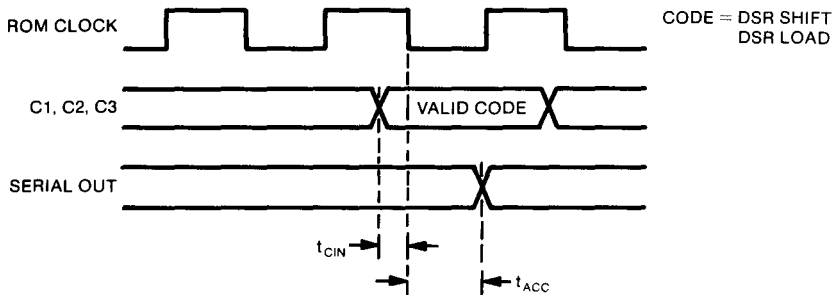 ROM CLOCK
CODE = DSR SHIFT
DSR LOAD
C1, C2, C3
VALID CODE
SERIAL OUT
tCIN
tACC